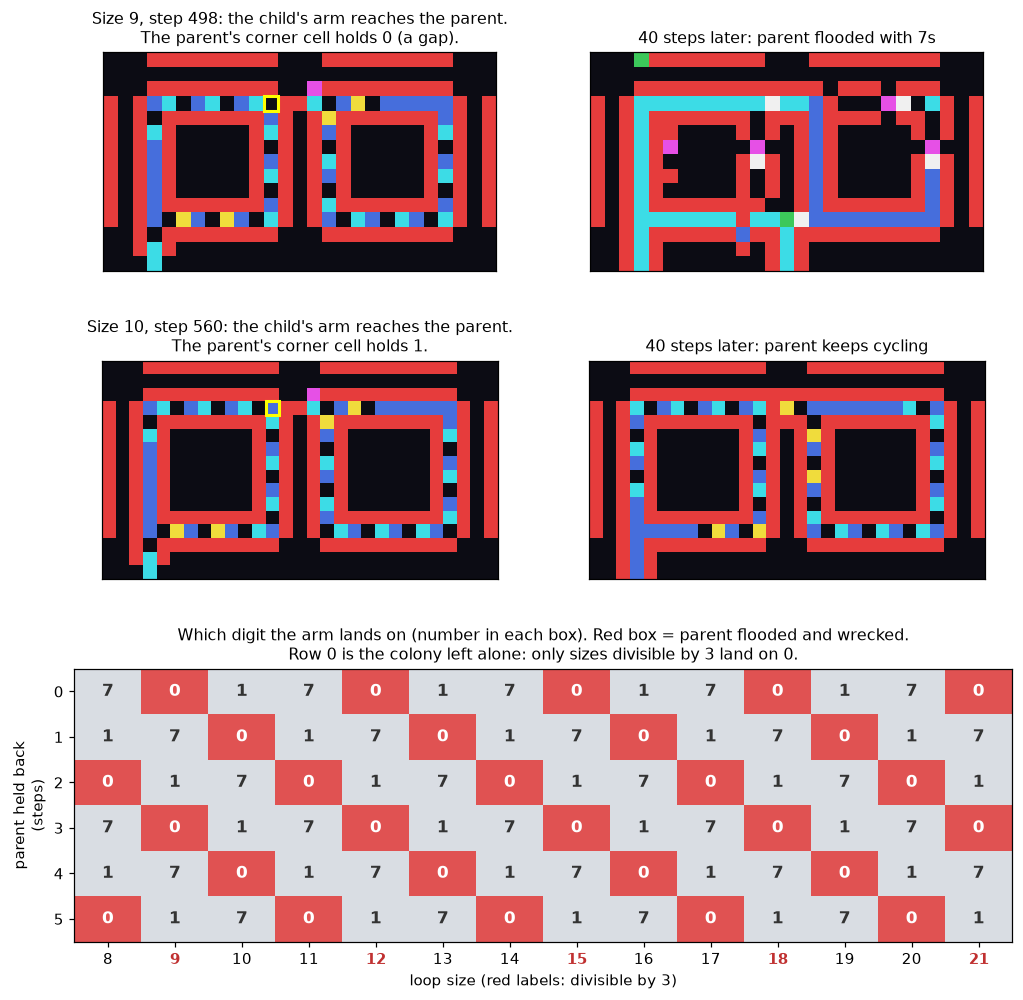 Size 9, step 498: the child's arm reaches the parent.
The parent's corner cell holds 0 (a gap).
40 steps later: parent flooded with 7s
Size 10, step 560: the child's arm reaches the parent.
The parent's corner cell holds 1.
40 steps later: parent keeps cycling
Which digit the arm lands on (number in each box). Red box = parent flooded and wrecked.
Row 0 is the colony left alone: only sizes divisible by 3 land on 0.
parent held back
(steps)
0 7 0 1 7 0 1 7 0 1 7 0 1 7 0
1 1 7 0 1 7 0 1 7 0 1 7 0 1 7
2 0 1 7 0 1 7 0 1 7 0 1 7 0 1
3 7 0 1 7 0 1 7 0 1 7 0 1 7 0
4 1 7 0 1 7 0 1 7 0 1 7 0 1 7
5 0 1 7 0 1 7 0 1 7 0 1 7 0 1
8 9 10 11 12 13 14 15 16 17 18 19 20 21
loop size (red labels: divisible by 3)